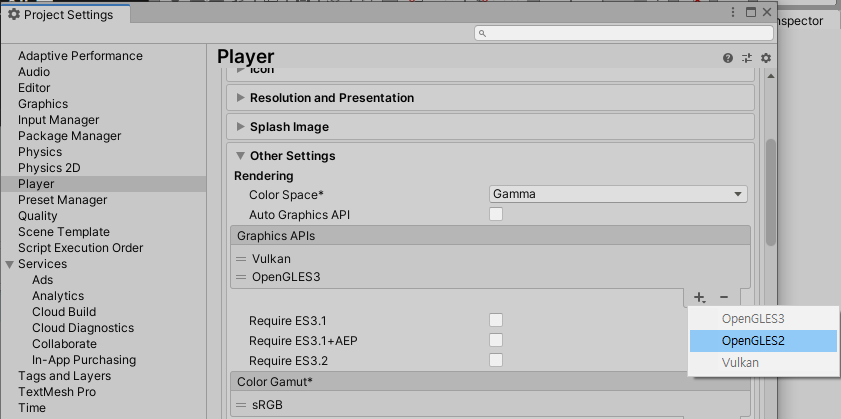 Project Settings
nspector
Adaptive Performance
Audio
Editor
Graphics
Input Manager
Package Manager
Physics
Physics 2D
Player
Preset Manager
Quality
Scene Template
Script Execution Order
Services
Ads
Analytics
Cloud Build
Cloud Diagnostics
Collaborate
In-App Purchasing
Tags and Layers
TextMesh Pro
Time
Player
Icon
Resolution and Presentation
Splash Image
Other Settings
Rendering
Color Space* Gamma
Auto Graphics API
Graphics APIs
Vulkan
OpenGLES3
Require ES3.1
Require ES3.1+AEP
Require ES3.2
Color Gamut*
sRGB
OpenGLES3
OpenGLES2
Vulkan